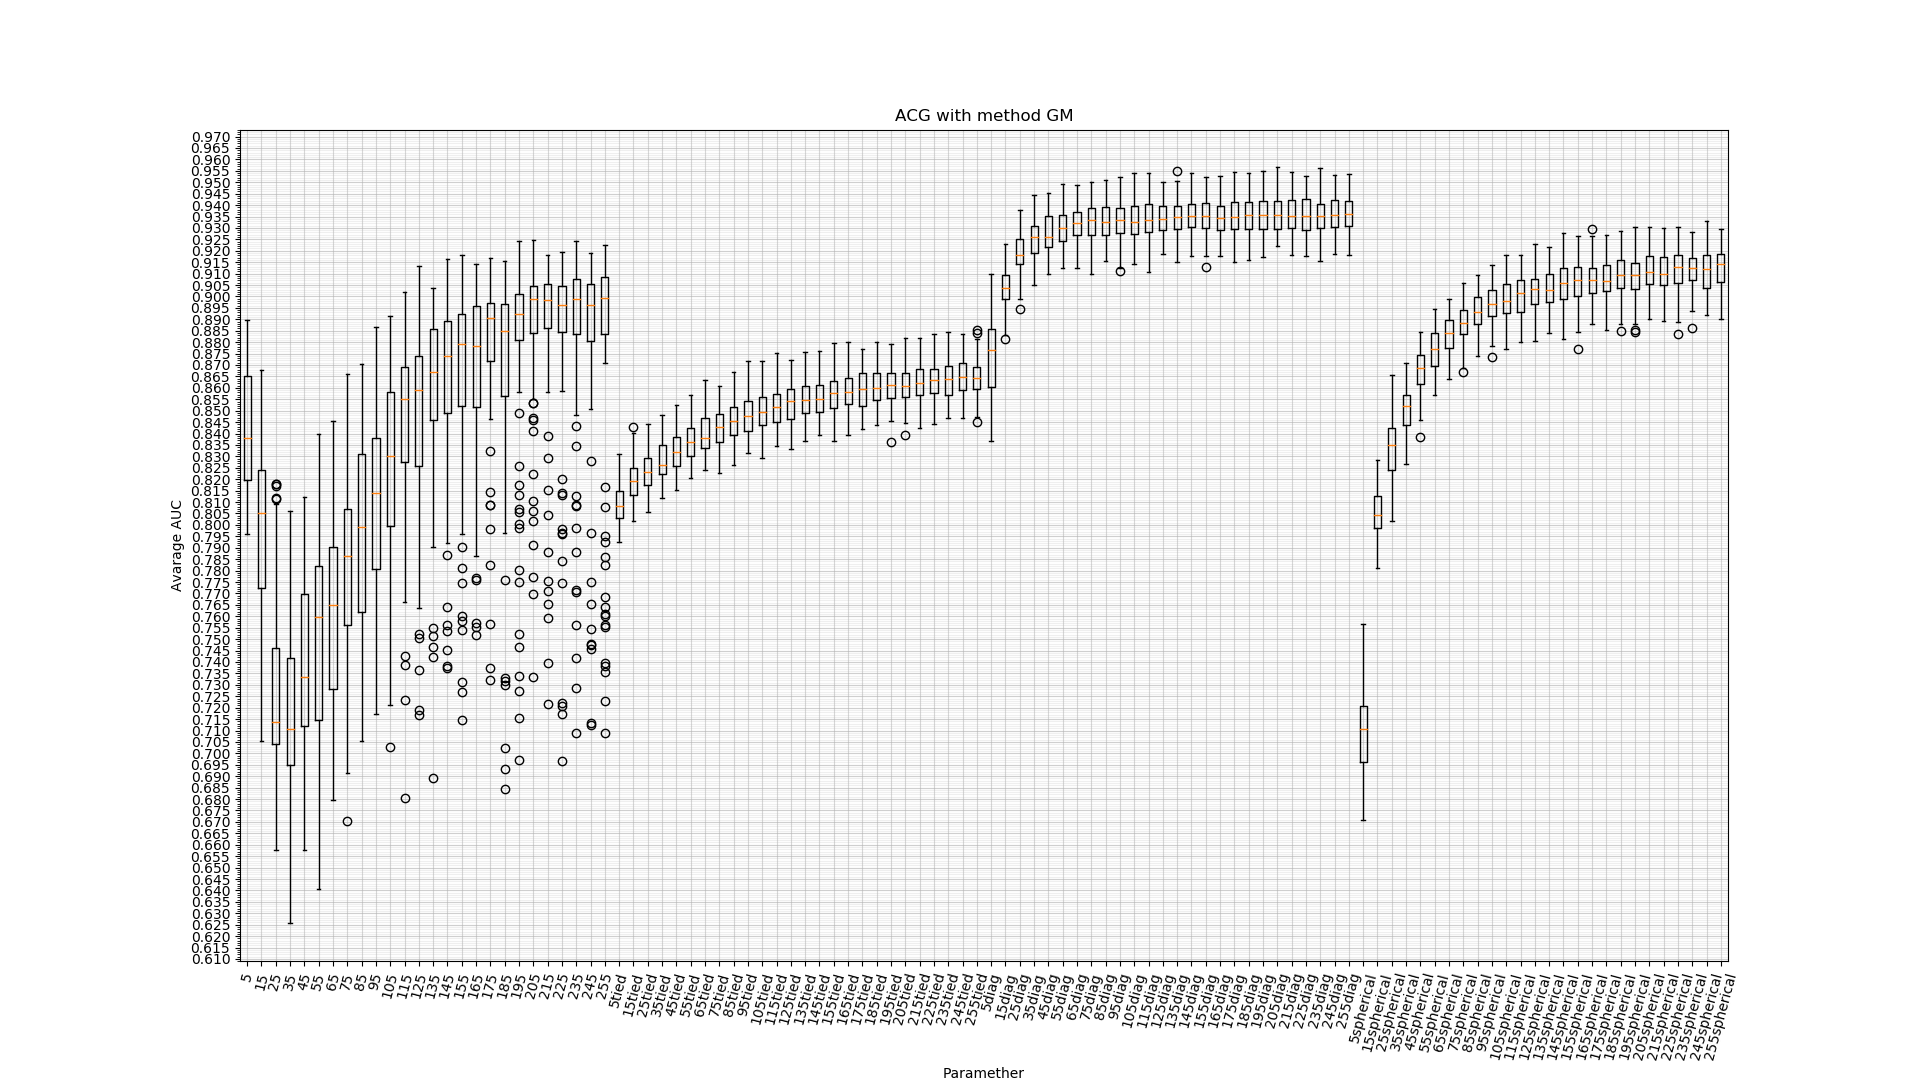 ACG with method GM
0.970
0.965
0.960
0.955
0.950
0.945
0.940
0.935
0.930
0.925
0.920
0.915
0.910
0.905
0.900
0.895
0.890
0.885
0.880
0.875
0.870
0.865
0.860
0.855
0.850
0.845
0.840
0.835
0.830
0.825
0.820
0.815
0.810
0.805
0.800
0.795
0.790
0.785
0.780
0.775
0.770
0.765
0.760
0.755
0.750
0.745
0.740
0.735
0.730
0.725
0.720
0.715
0.710
0.705
0.700
0.695
0.690
0.685
0.680
0.675
0.670
0.665
0.660
0.655
0.650
0.645
0.640
0.635
0.630
0.625
0.620
0.615
0.610
Avarage AUC
5
15
25
35
45
55
65
75
85
95
105
115
125
135
145
155
165
175
185
195
205
215
225
235
245
255
5tied
15tied
25tied
35tied
45tied
55tied
65tied
75tied
85tied
95tied
105tied
115tied
125tied
135tied
145tied
155tied
165tied
175tied
185tied
195tied
205tied
215tied
225tied
235tied
245tied
255tied
5diag
15diag
25diag
35diag
45diag
55diag
65diag
75diag
85diag
95diag
105diag
115diag
125diag
135diag
145diag
155diag
165diag
175diag
185diag
195diag
205diag
215diag
225diag
235diag
245diag
255diag
5spherical
15spherical
25spherical
35spherical
45spherical
55spherical
65spherical
75spherical
85spherical
95spherical
105spherical
115spherical
125spherical
135spherical
145spherical
155spherical
165spherical
175spherical
185spherical
195spherical
205spherical
215spherical
225spherical
235spherical
245spherical
255spherical
Paramether